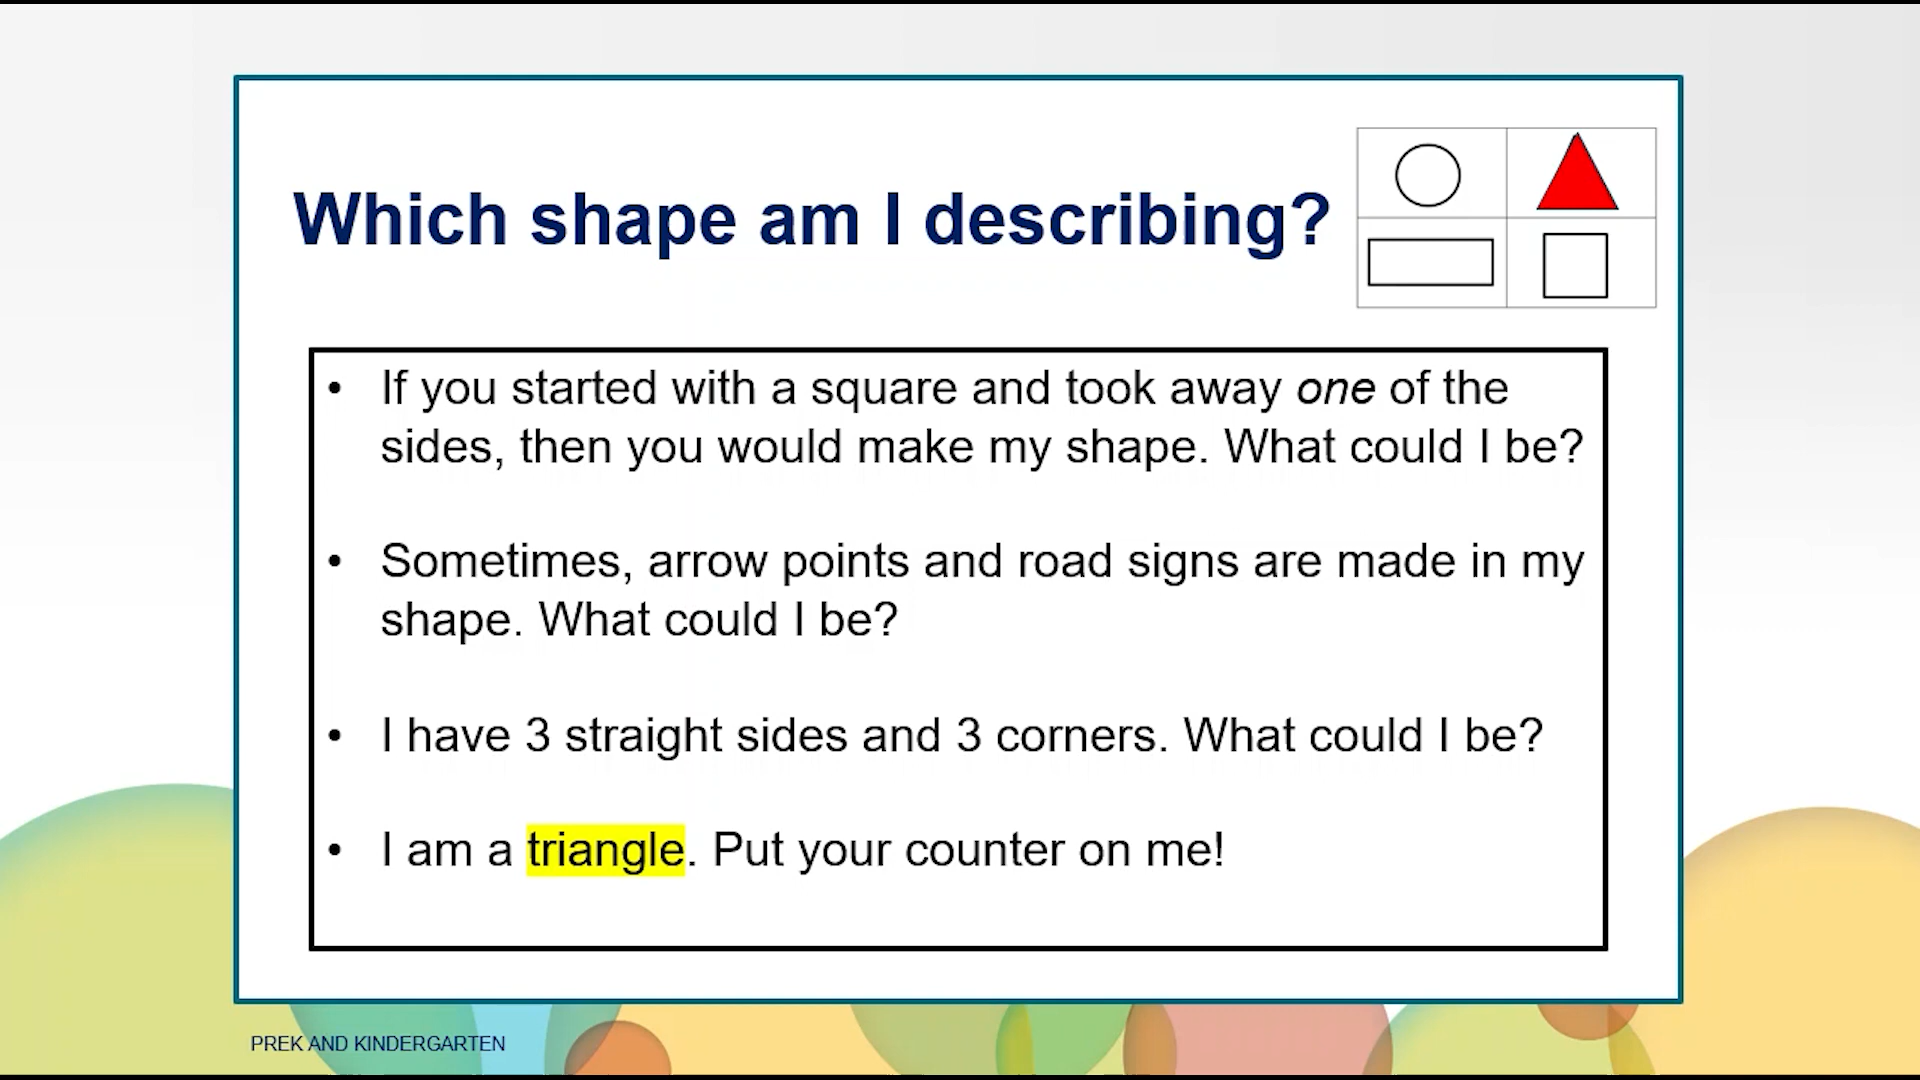 Which shape am I describing?
• If you started with a square and took away one of the
sides, then you would make my shape. What could I be?
• Sometimes, arrow points and road signs are made in my
shape. What could I be?
• I have 3 straight sides and 3 corners. What could I be?
• I am a triangle. Put your counter on me!
PREK AND KINDERGARTEN